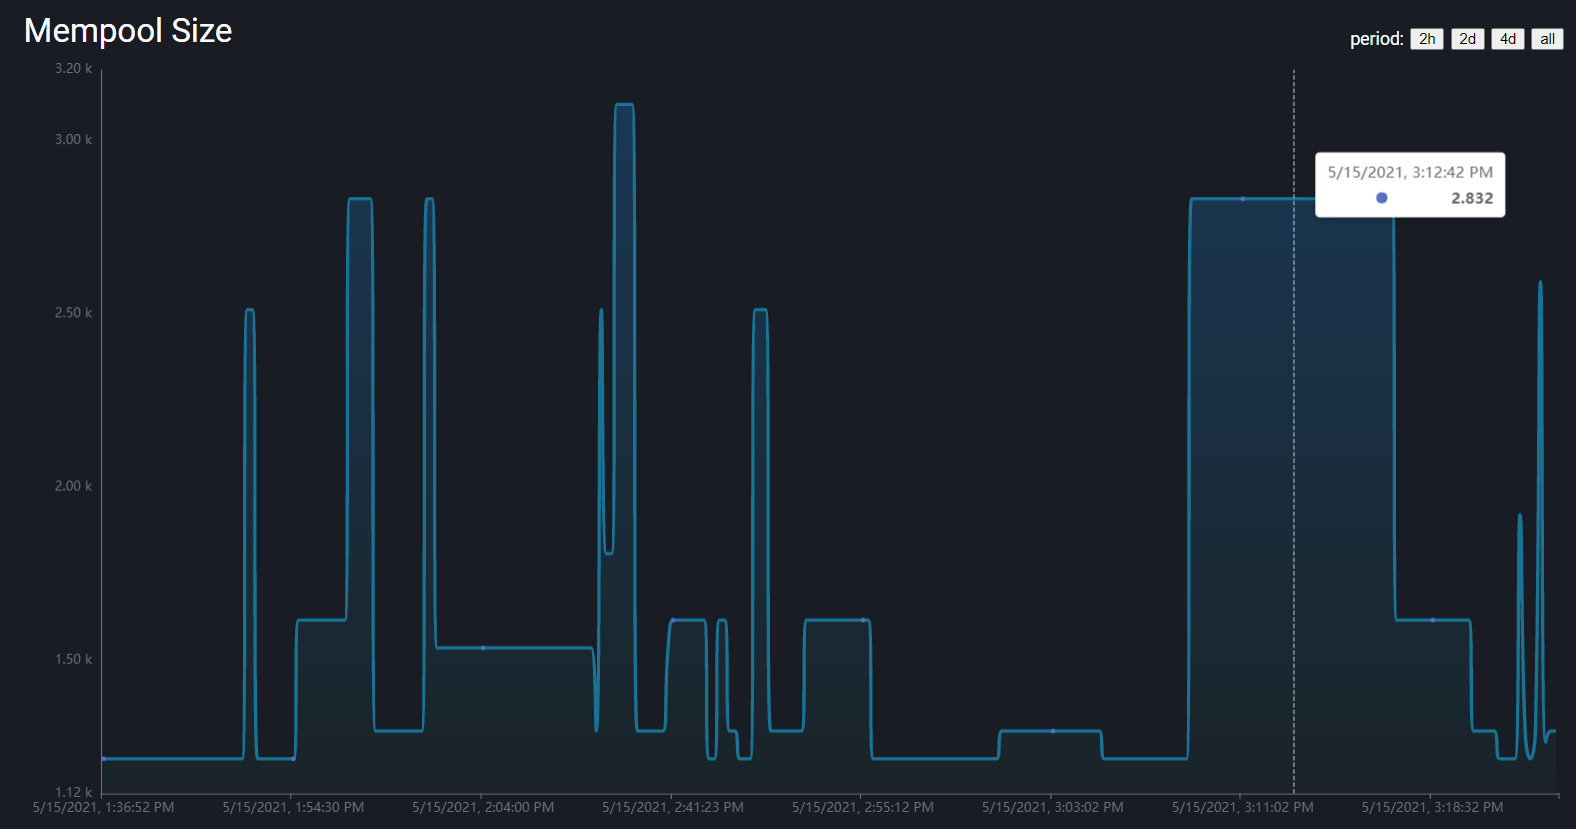 Mempool Size
period: 2h 2d 4d all
3.20 k
3.00 k
2.50 k
2.00 k
1.50 k
1.12 k
5/15/2021, 3:12:42 PM
2.832
5/15/2021, 1:36:52 PM
5/15/2021, 1:54:30 PM
5/15/2021, 2:04:00 PM
5/15/2021, 2:41:23 PM
5/15/2021, 2:55:12 PM
5/15/2021, 3:03:02 PM
5/15/2021, 3:11:02 PM
5/15/2021, 3:18:32 PM